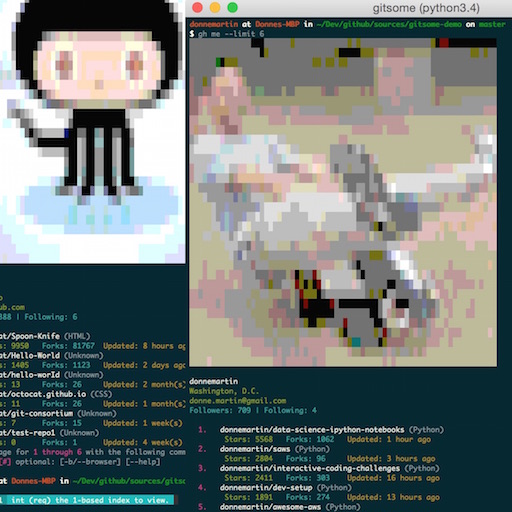 gitsome (python3.4)
donnemartin at Donnes-MBP in ~/Dev/github/sources/gitsome-demo on master
$ gh me --limit 6
donnemartin
Washington, D.C.
donne.martin@gmail.com
Followers: 709 | Following: 4
1. donnemartin/data-science-ipython-notebooks (Python)
Stars: 5568 Forks: 1062 Updated: 1 hour ago
2. donnemartin/saws (Python)
Stars: 2804 Forks: 96 Updated: 3 hours ago
3. donnemartin/interactive-coding-challenges (Python)
Stars: 2411 Forks: 303 Updated: 16 hours ago
4. donnemartin/dev-setup (Python)
Stars: 1891 Forks: 274 Updated: 13 hours ago
5. donnemartin/awesome-aws (Python)
o
ub.com
388 | Following: 6
at/Spoon-Knife (HTML)
s: 9950 Forks: 81767 Updated: 8 hours ag
at/Hello-World (Unknown)
s: 1405 Forks: 1123 Updated: 2 days ago
at/hello-world (Unknown)
s: 13 Forks: 26 Updated: 2 month(s)
at/octocat.github.io (CSS)
s: 11 Forks: 26 Updated: 1 month(s)
at/git-consortium (Unknown)
s: 7 Forks: 15 Updated: 1 week(s)
at/test-repo1 (Unknown)
s: 0 Forks: 1 Updated: 4 week(s)
age for 1 through 6 with the following comm
[#] optional: [-b/--browser] [--help]
at Donnes-MBP in ~/Dev/github/sources/gitso
l int (req) the 1-based index to view.